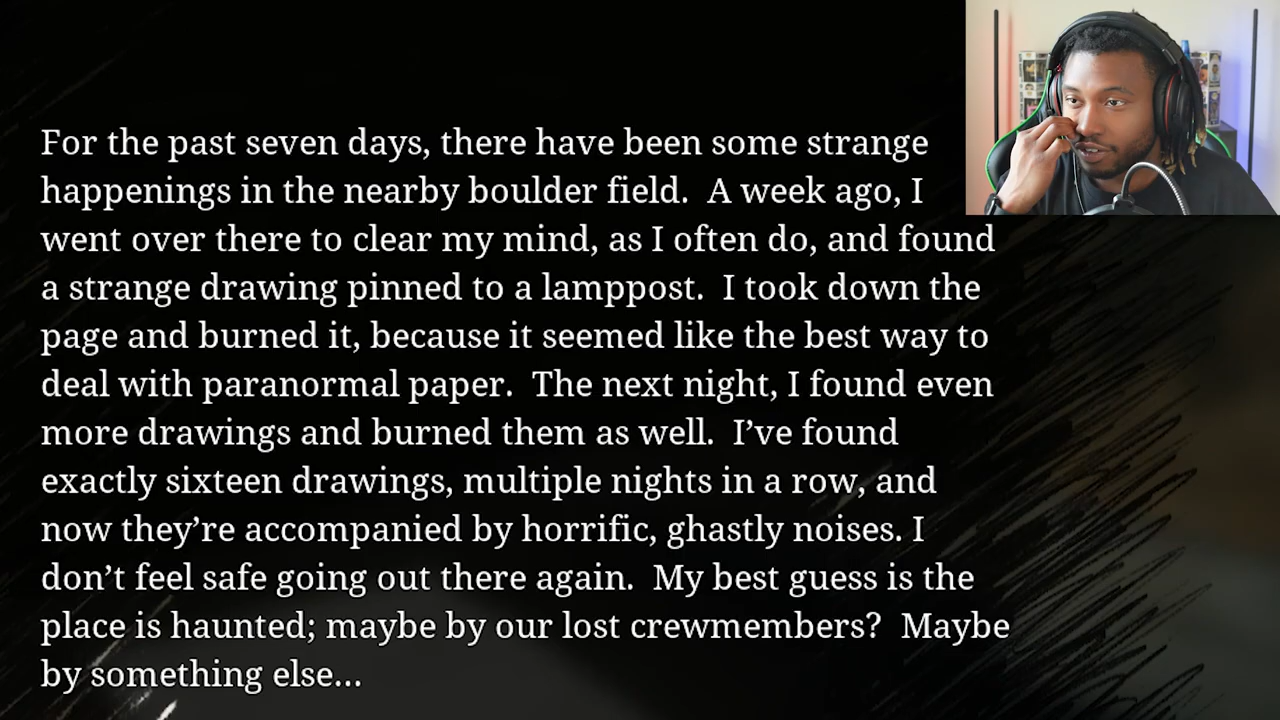 For the past seven days, there have been some strange
happenings in the nearby boulder field.  A week ago, I
went over there to clear my mind, as I often do, and found
a strange drawing pinned to a lamppost.  I took down the
page and burned it, because it seemed like the best way to
deal with paranormal paper.  The next night, I found even
more drawings and burned them as well.  I’ve found
exactly sixteen drawings, multiple nights in a row, and
now they’re accompanied by horrific, ghastly noises. I
don’t feel safe going out there again.  My best guess is the
place is haunted; maybe by our lost crewmembers?  Maybe
by something else...